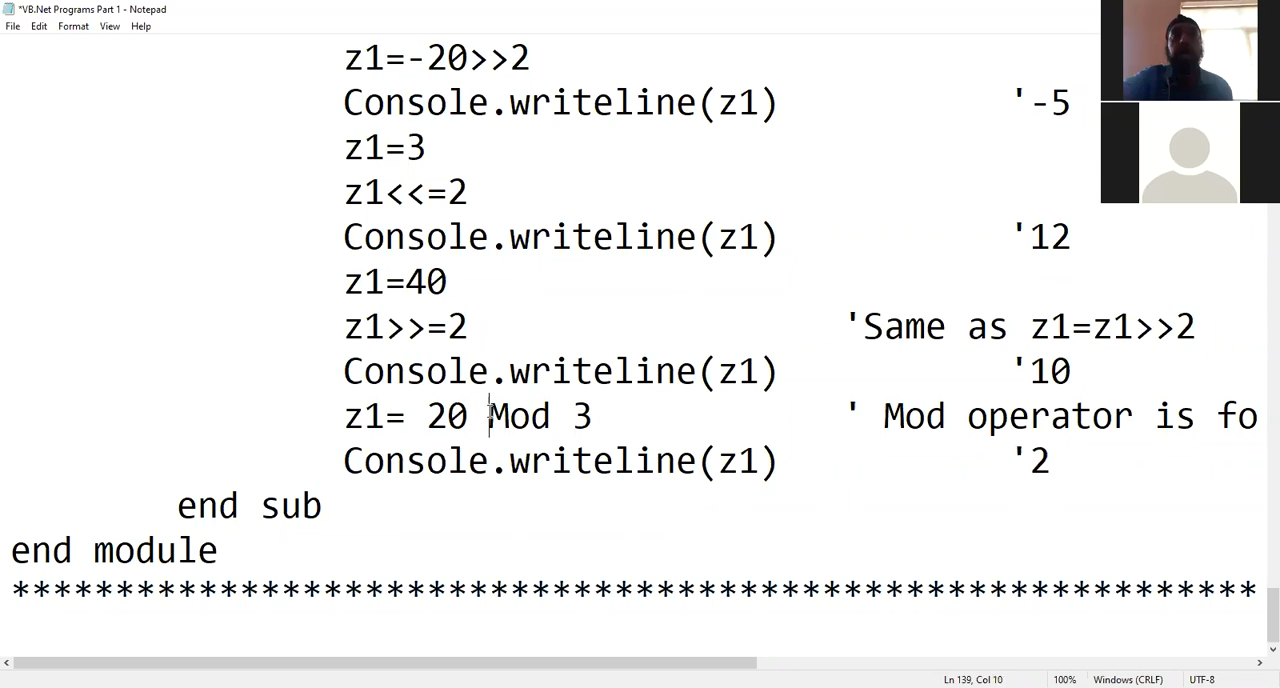 *VB.Net Programs Part 1 - Notepad
File Edit Format View Help
z1=-20>>2
Console.writeline(z1) '-5
z1=3
z1<<=2
Console.writeline(z1) '12
z1=40
z1>>=2 'Same as z1=z1>>2
Console.writeline(z1) '10
z1= 20 Mod 3 ' Mod operator is fo
Console.writeline(z1) '2
end sub
end module
************************************************************
Ln 139, Col 10 100% Windows (CRLF) UTF-8